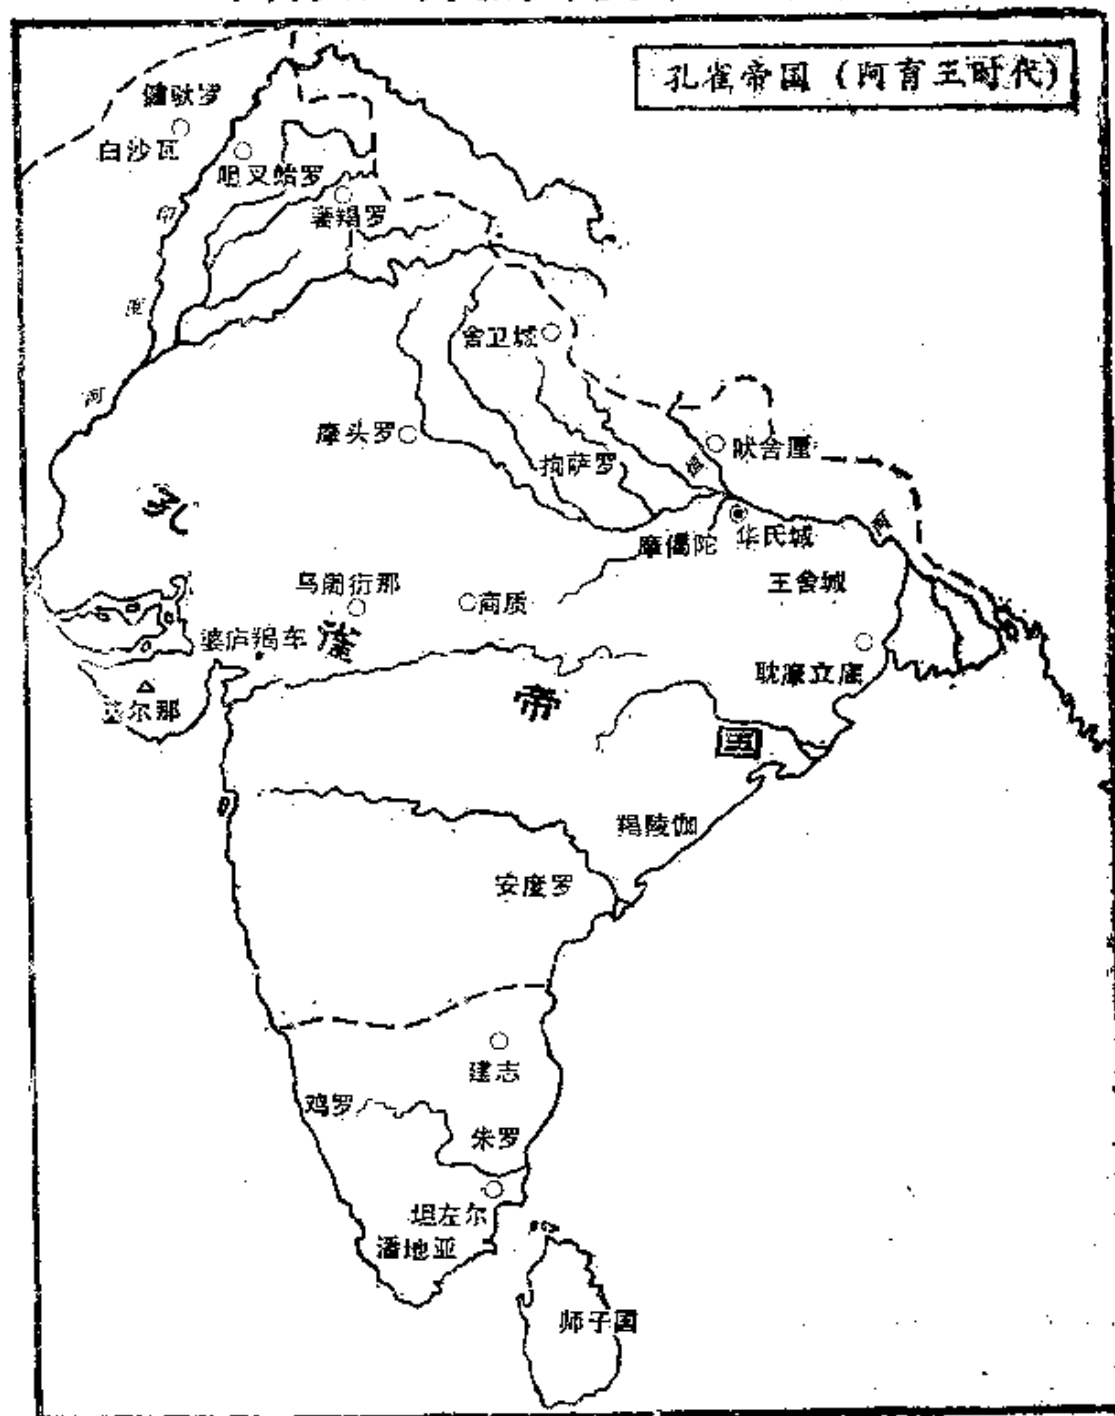 孔雀帝国（阿育王时代）
健驮罗
白沙瓦
呾叉始罗
奢羯罗
印
度
河
舍卫城
摩头罗
拘萨罗
吠舍厘
恒
河
摩偈陀
华氏城
王舍城
孔
雀
帝
国
乌阇衍那
商质
婆庐羯车
耽濂立底
基尔那
羯陵伽
安度罗
建志
鸡罗
朱罗
坦左尔
潘地亚
师子国